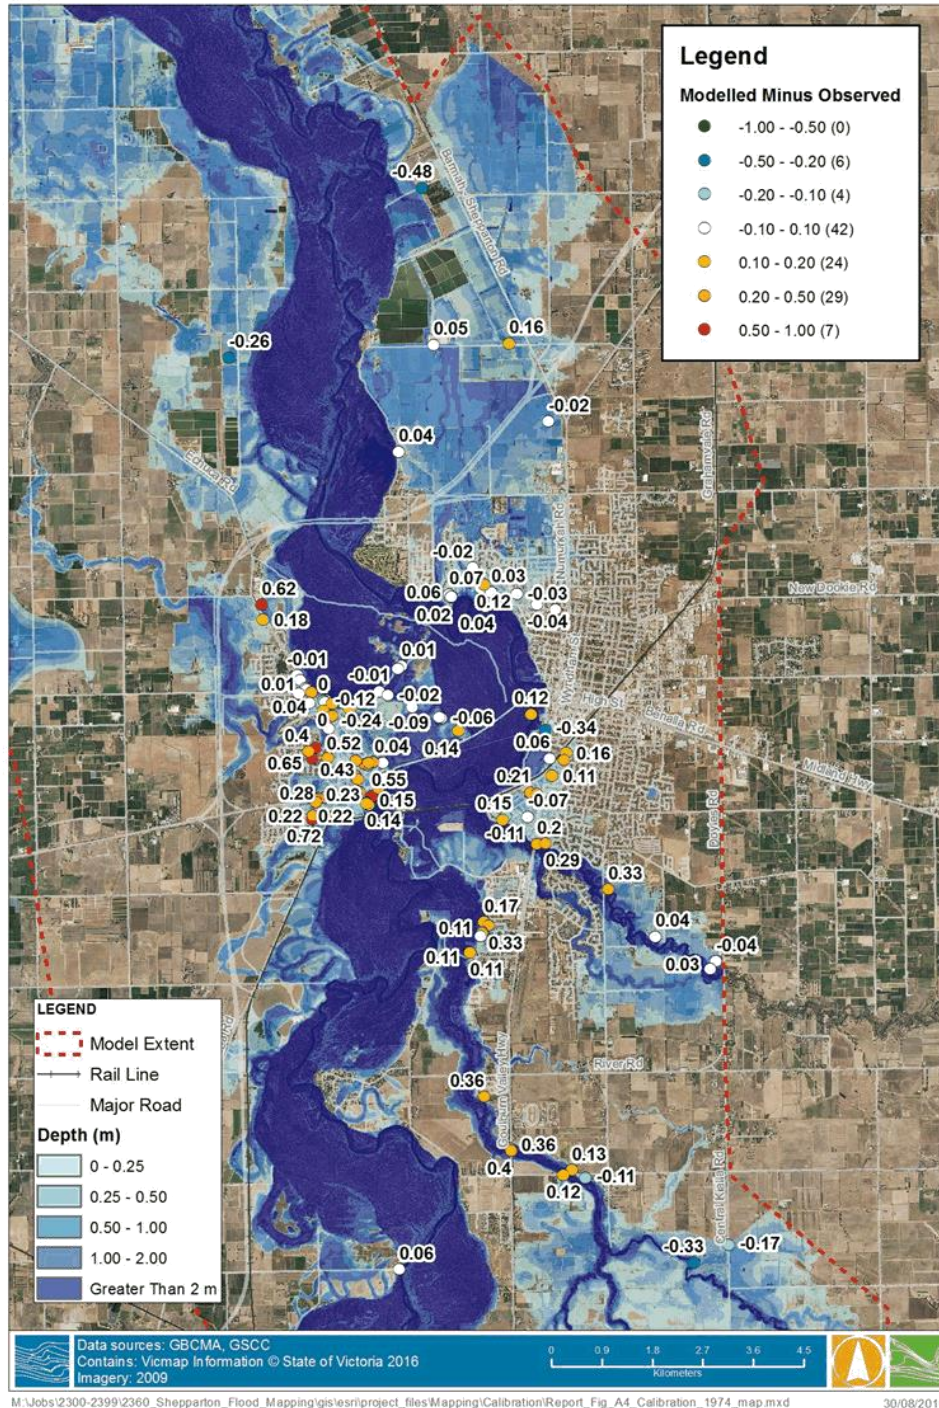 Legend
Modelled Minus Observed
-1.00 - -0.50 (0)
-0.50 - -0.20 (6)
-0.20 - -0.10 (4)
-0.10 - 0.10 (42)
0.10 - 0.20 (24)
0.20 - 0.50 (29)
0.50 - 1.00 (7)
-0.48
Barmah - Shepparton Rd
-0.26
0.05
0.16
-0.02
0.04
Grahamvale Rd
Echuca Rd
Numurkah Rd
-0.02
0.07
0.03
0.06
0.12
-0.03
0.02
0.04
-0.04
New Dookie Rd
0.62
0.18
Wyndham St
-0.01
0.01
0.01
0
-0.01
-0.02
0.04
-0.12
0.12
High St
Benalla Rd
0
-0.24
-0.09
-0.06
-0.34
0.4
0.52
0.04
0.14
0.06
0.16
Midland Hwy
0.65
0.43
0.55
0.21
0.11
0.28
0.23
0.15
0.15
-0.07
Doyles Rd
0.22
0.22
0.14
-0.11
0.2
0.72
0.29
0.33
0.17
0.11
0.33
0.04
-0.04
0.11
0.11
0.03
River Rd
Goulburn Valley Hwy
0.36
0.36
0.4
0.13
0.12
-0.11
Central Kialla Rd
0.06
-0.33
-0.17
LEGEND
Model Extent
Rail Line
Major Road
Depth (m)
0 - 0.25
0.25 - 0.50
0.50 - 1.00
1.00 - 2.00
Greater Than 2 m
Data sources: GBCMA, GSCC
Contains: Vicmap Information © State of Victoria 2016
Imagery: 2009
0 0.9 1.8 2.7 3.6 4.5
Kilometers
M:\Jobs\2300-2399\2360_Shepparton_Flood_Mapping\gis\esri\project_files\Mapping\Calibration\Report_Fig_A4_Calibration_1974_map.mxd
30/08/201